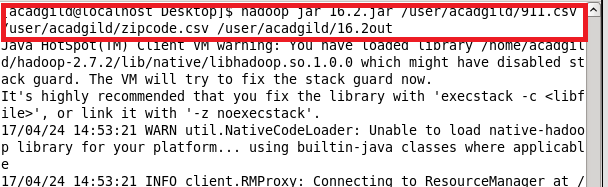 [acadgild@localhost Desktop]$ hadoop jar 16.2.jar /user/acadgild/911.csv
/user/acadgild/zipcode.csv /user/acadgild/16.2out
Java HotSpot(TM) Client VM warning: You have loaded library /home/acadgi
ld/hadoop-2.7.2/lib/native/libhadoop.so.1.0.0 which might have disabled st
ack guard. The VM will try to fix the stack guard now.
It's highly recommended that you fix the library with 'execstack -c <libf
ile>', or link it with '-z noexecstack'.
17/04/24 14:53:21 WARN util.NativeCodeLoader: Unable to load native-hadoo
p library for your platform... using builtin-java classes where applicabl
e
17/04/24 14:53:21 INFO client.RMProxy: Connecting to ResourceManager at /